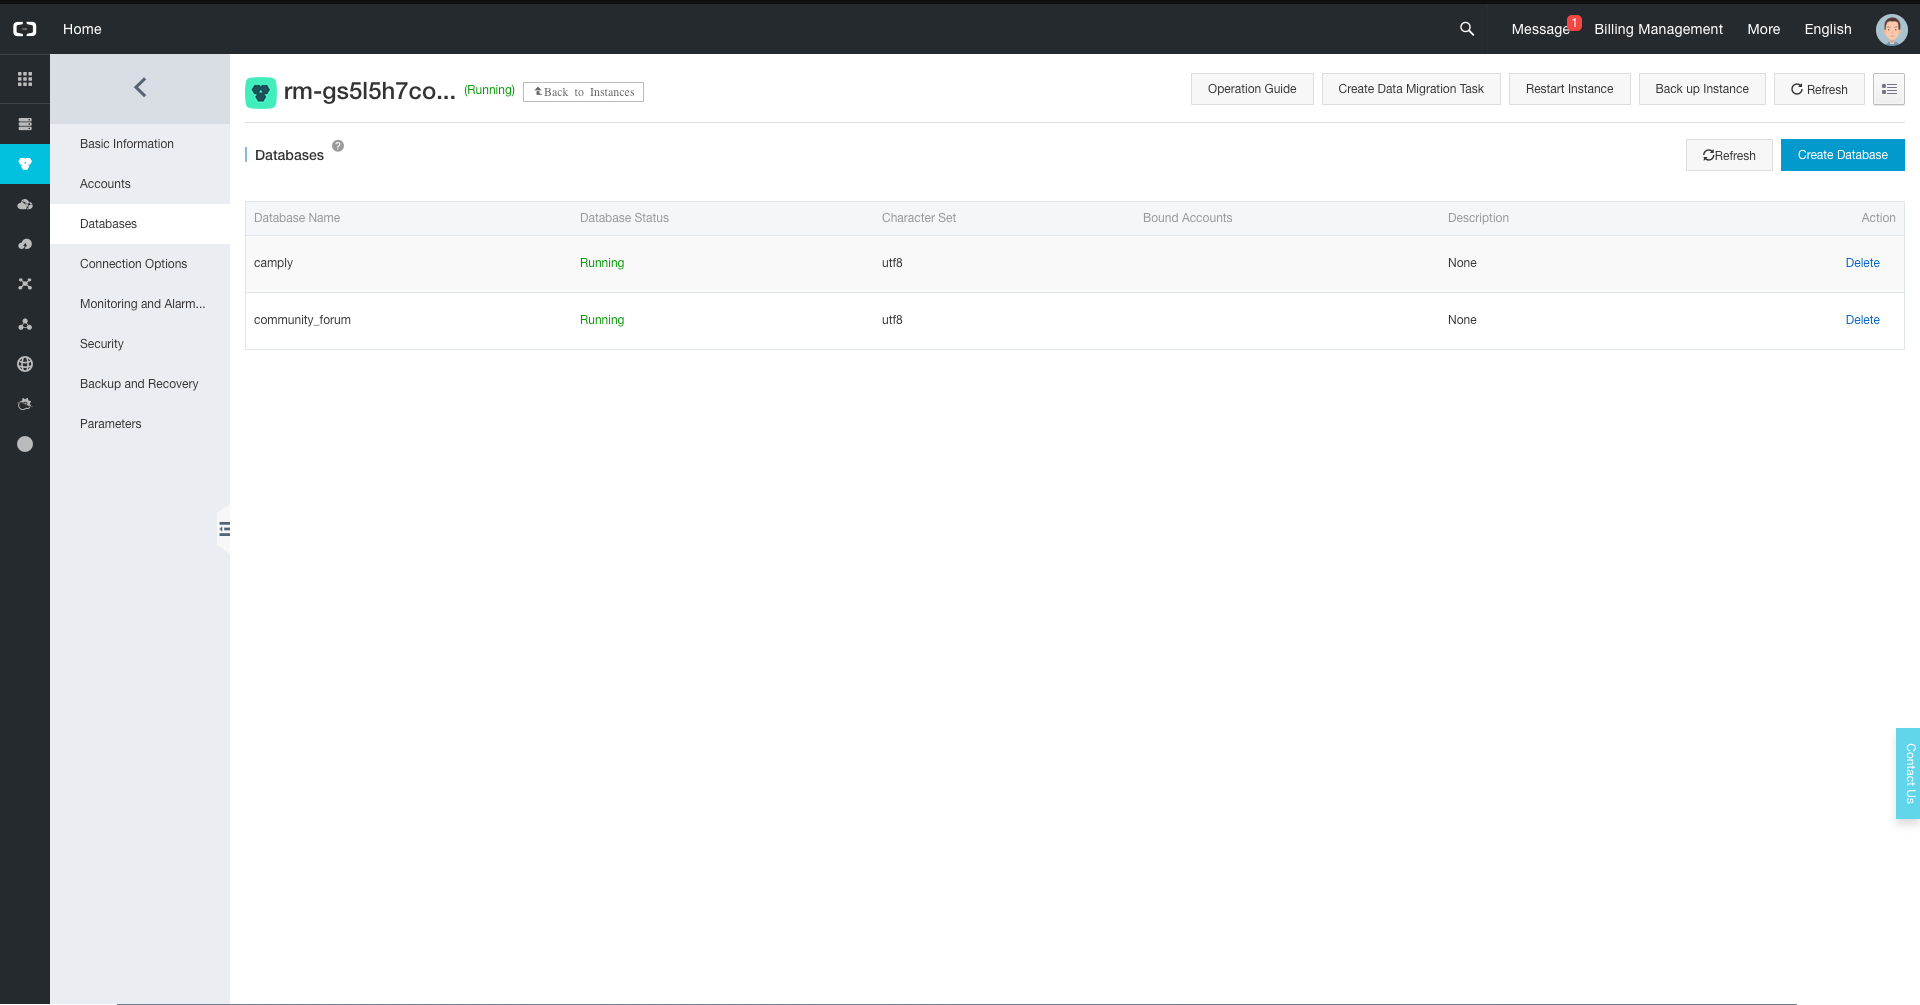 Home
Message 1
Billing Management
More
English
rm-gs5l5h7co...
(Running)
Back to Instances
Operation Guide
Create Data Migration Task
Restart Instance
Back up Instance
Refresh
Basic Information
Accounts
Databases
Connection Options
Monitoring and Alarm...
Security
Backup and Recovery
Parameters
Databases ?
Refresh
Create Database
Database Name Database Status Character Set Bound Accounts Description Action
camply Running utf8 None Delete
community_forum Running utf8 None Delete
Contact Us